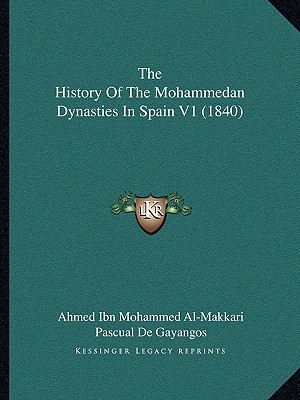 The
History Of The Mohammedan
Dynasties In Spain V1 (1840)
LKR
Ahmed Ibn Mohammed Al-Makkari
Pascual De Gayangos
Kessinger Legacy Reprints